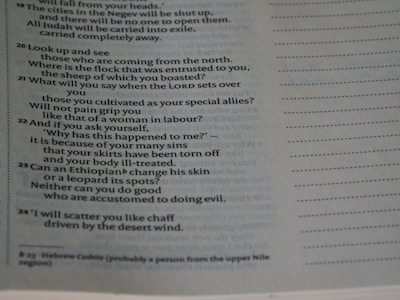 will fall from your heads.'
19 The cities in the Negev will be shut up,
and there will be no one to open them.
All Judah will be carried into exile,
carried completely away.
20 Look up and see
those who are coming from the north.
Where is the flock that was entrusted to you,
the sheep of which you boasted?
21 What will you say when the LORD sets over
you
those you cultivated as your special allies?
Will not pain grip you
like that of a woman in labour?
22 And if you ask yourself,
'Why has this happened to me?' –
it is because of your many sins
that your skirts have been torn off
and your body ill-treated.
23 Can an Ethiopianb change his skin
or a leopard its spots?
Neither can you do good
who are accustomed to doing evil.
24 'I will scatter you like chaff
driven by the desert wind.
b 23 Hebrew Cushite (probably a person from the upper Nile
region)